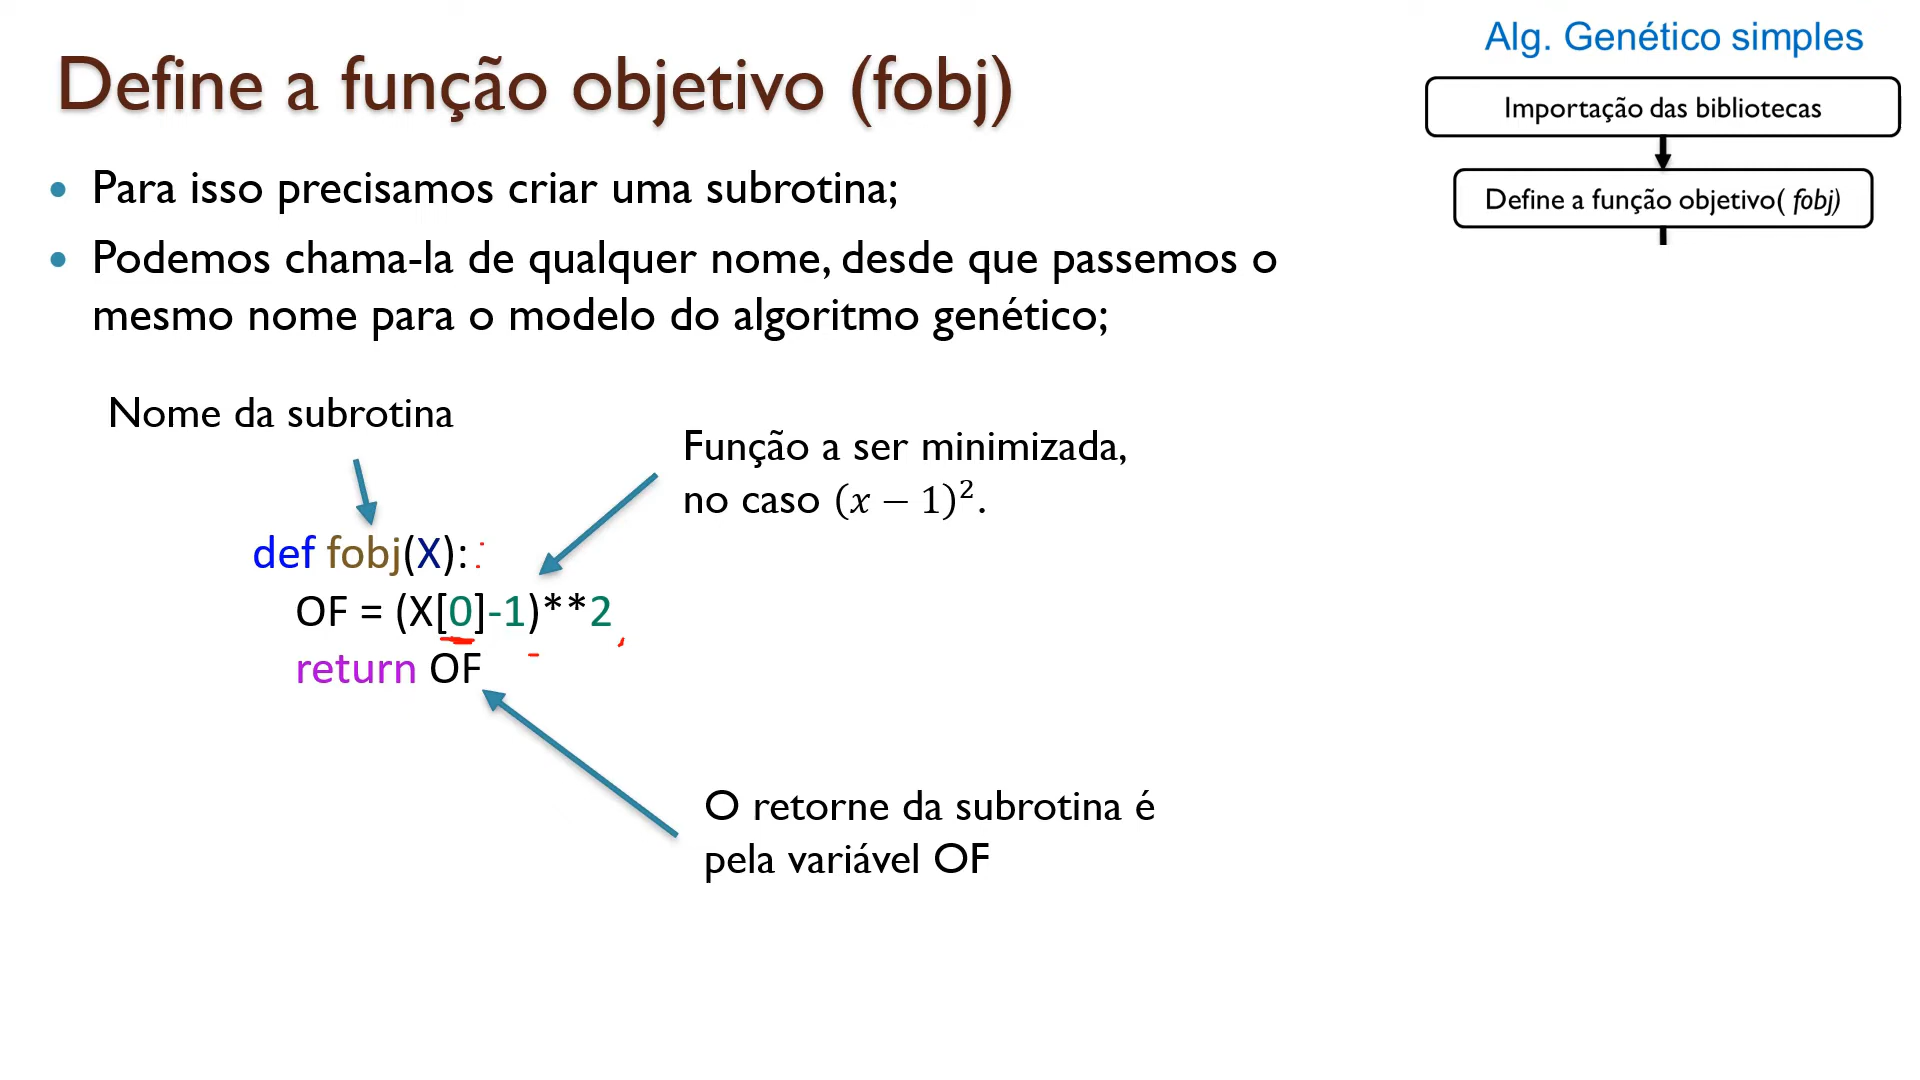 Define a função objetivo (fobj)
Alg. Genético simples
Importação das bibliotecas
Define a função objetivo( fobj)
• Para isso precisamos criar uma subrotina;
• Podemos chama-la de qualquer nome, desde que passemos o
mesmo nome para o modelo do algoritmo genético;
Nome da subrotina
Função a ser minimizada,
no caso (x − 1)².
def fobj(X):
OF = (X[0]-1)**2
return OF
O retorne da subrotina é
pela variável OF